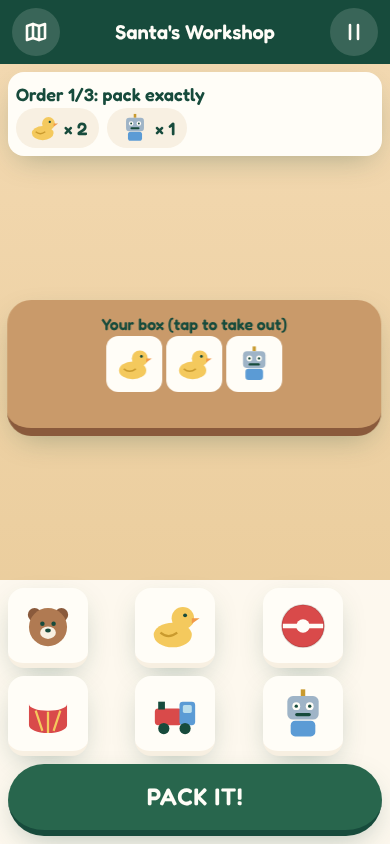 Santa's Workshop
Order 1/3: pack exactly
× 2
× 1
Your box (tap to take out)
PACK IT!